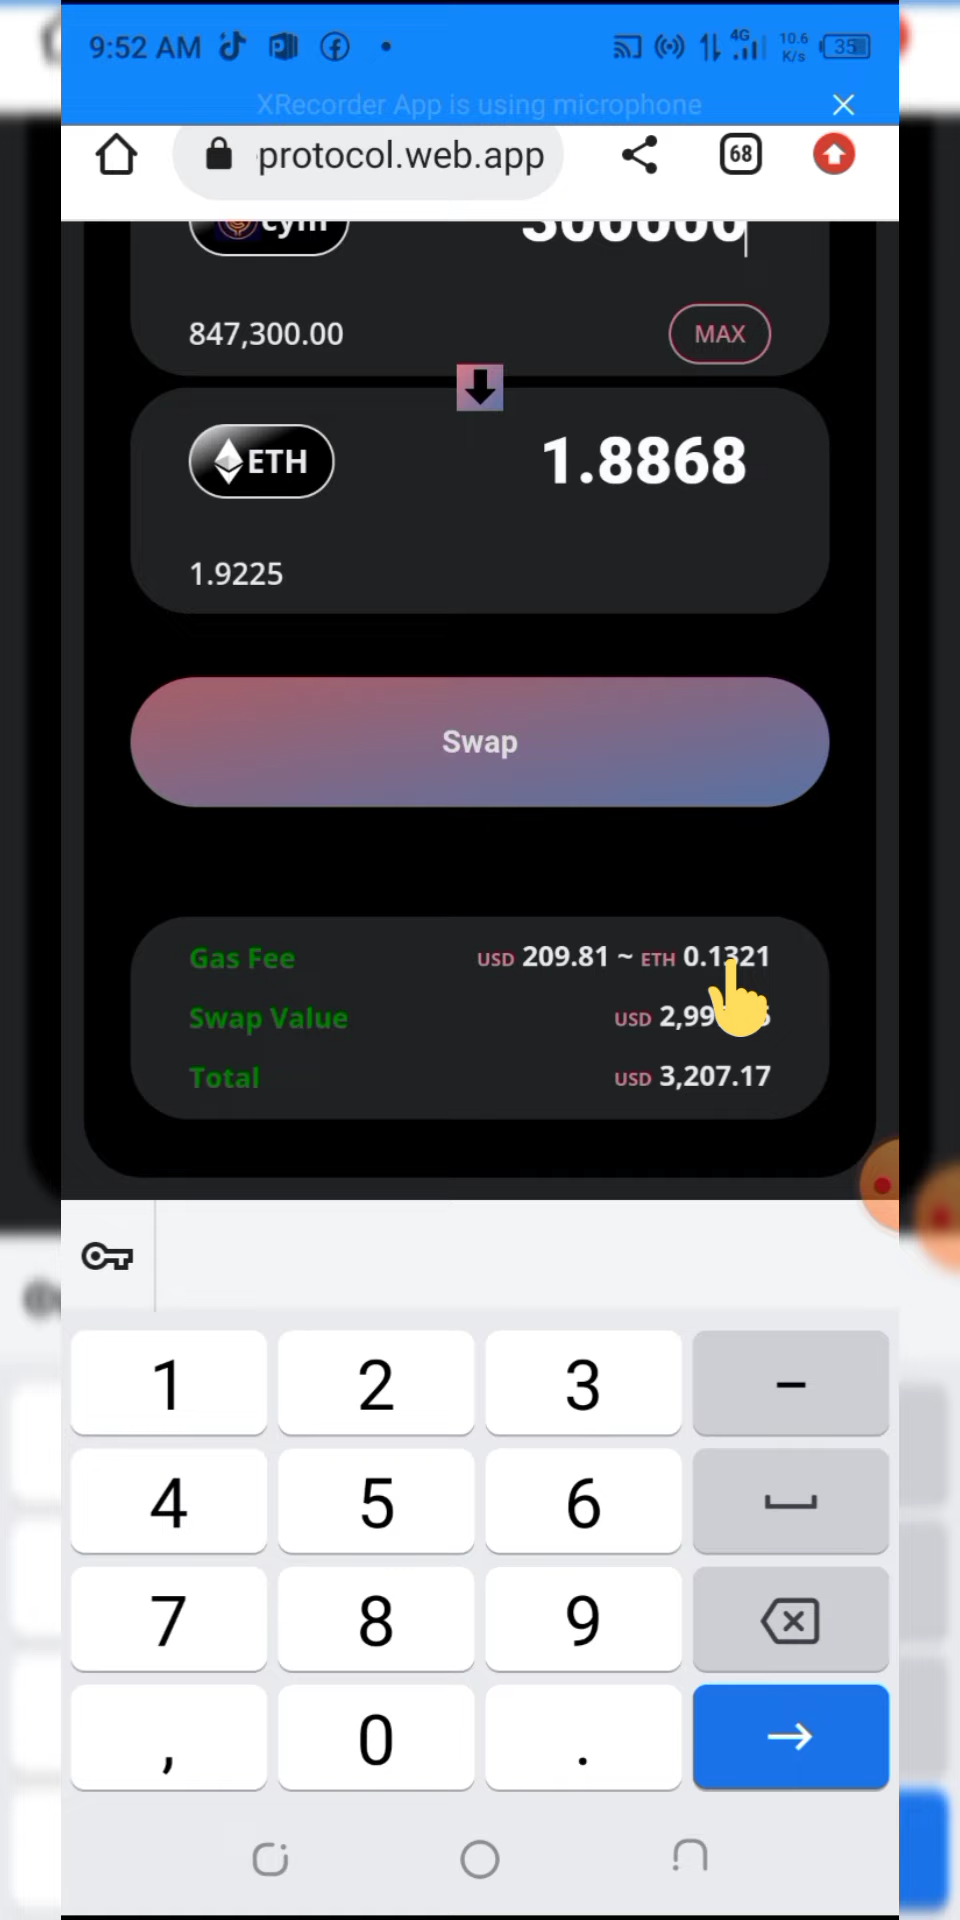 9:52 AM
4G
10.6 K/s
35
XRecorder App is using microphone
protocol.web.app
68
cym
300000
847,300.00
MAX
ETH
1.8868
1.9225
Swap
Gas Fee USD 209.81 ~ ETH 0.1321
Swap Value USD
Total USD 3,207.17
1 2 3 –
4 5 6
7 8 9
, 0 .